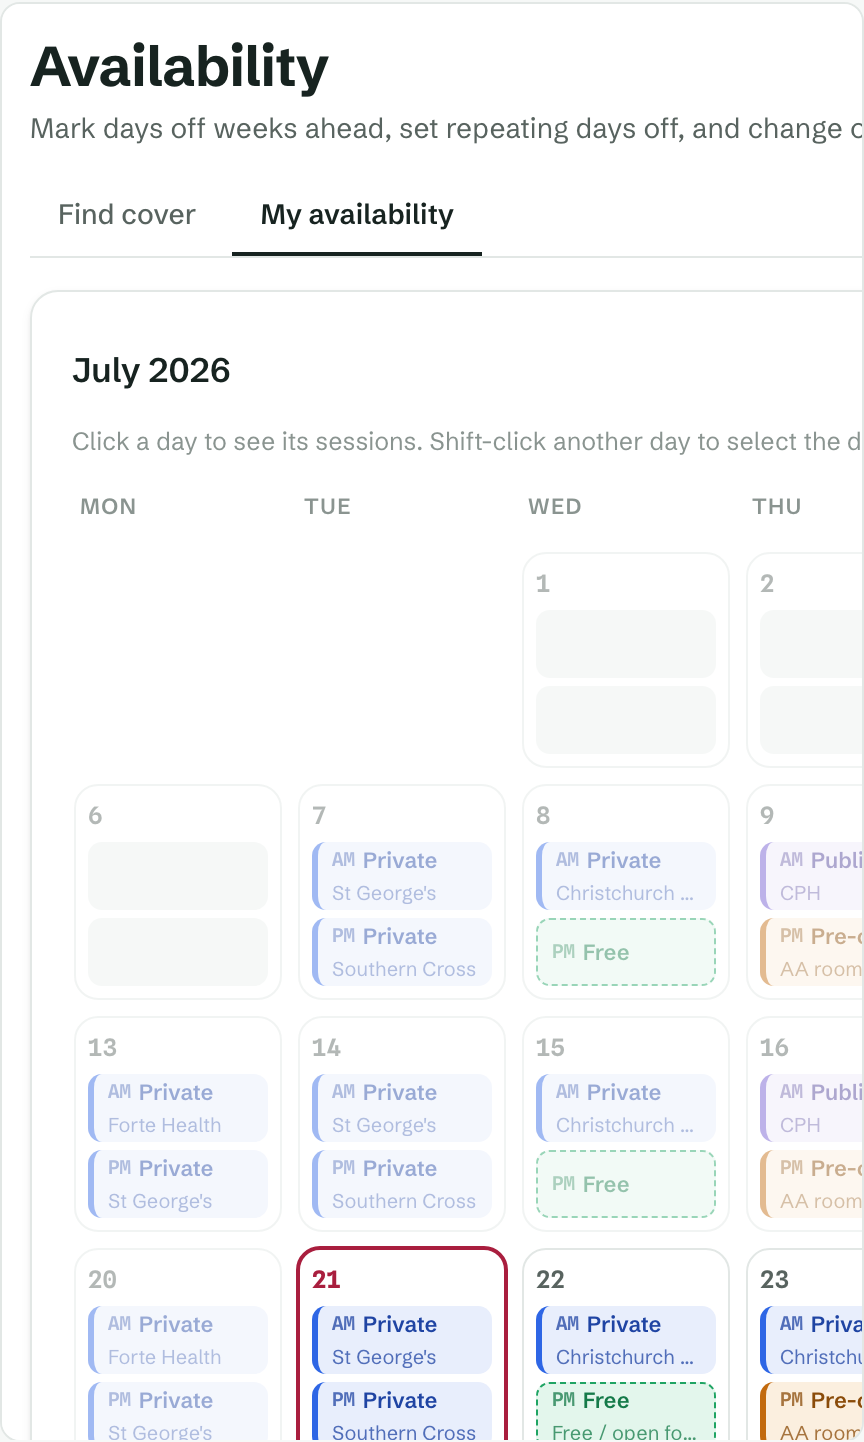 Availability
Mark days off weeks ahead, set repeating days off, and change
Find cover
My availability
July 2026
Click a day to see its sessions. Shift-click another day to select the
MON TUE WED THU
1 2
6 7 8 9
AM Private AM Private AM Publi
St George's Christchurch ... CPH
PM Private PM Free PM Pre-
Southern Cross AA room
13 14 15 16
AM Private AM Private AM Private AM Publi
Forte Health St George's Christchurch ... CPH
PM Private PM Private PM Free PM Pre-
St George's Southern Cross AA room
20 21 22 23
AM Private AM Private AM Private AM Priva
Forte Health St George's Christchurch ... Christchu
PM Private PM Private PM Free PM Pre-
St George's Southern Cross Free / open fo... AA room